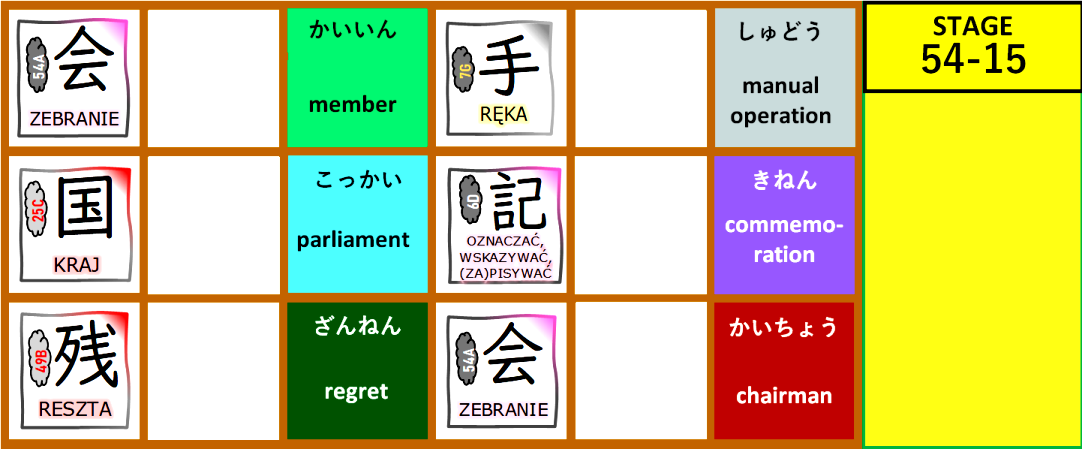 54A
会
ZEBRANIE
かいいん
member
7G
手
RĘKA
しゅどう
manual
operation
STAGE
54-15
25C
国
KRAJ
こっかい
parliament
6D
記
OZNACZAĆ,
WSKAZYWAĆ,
(ZA)PISYWAĆ
きねん
commemo-
ration
49B
残
RESZTA
ざんねん
regret
54A
会
ZEBRANIE
かいちょう
chairman